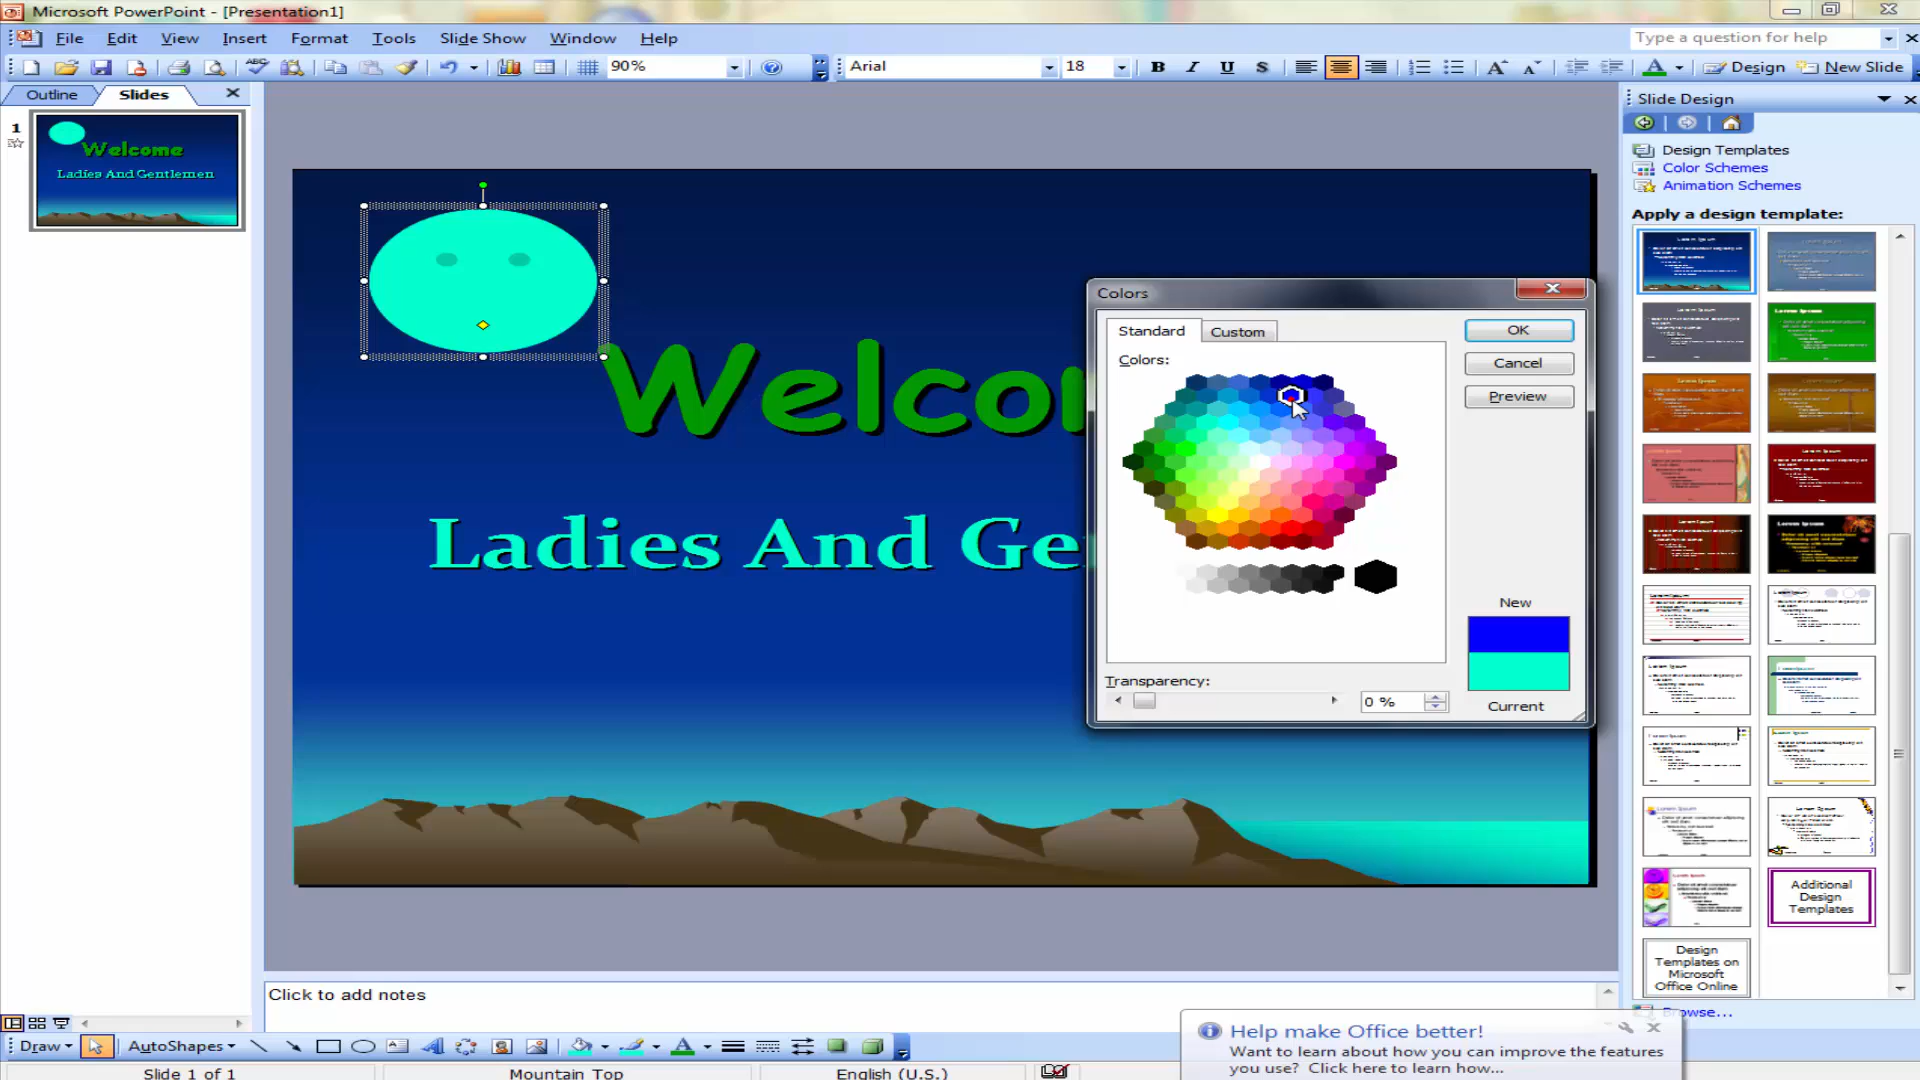 Microsoft PowerPoint - [Presentation1]
File Edit View Insert Format Tools Slide Show Window Help
Type a question for help
90%
Arial
18
B I U S
A Design New Slide
Outline Slides
Slide Design
1
Welcome
Ladies And Gentlemen
Design Templates
Color Schemes
Animation Schemes
Apply a design template:
Welcom
Ladies And Ge
Colors
Standard Custom
Colors:
OK
Cancel
Preview
New
Current
Transparency:
0 %
Additional
Design
Templates
Design
Templates on
Microsoft
Office Online
Browse...
Click to add notes
Help make Office better!
Want to learn about how you can improve the features
you use? Click here to learn how...
Draw AutoShapes
Slide 1 of 1
Mountain Top
English (U.S.)